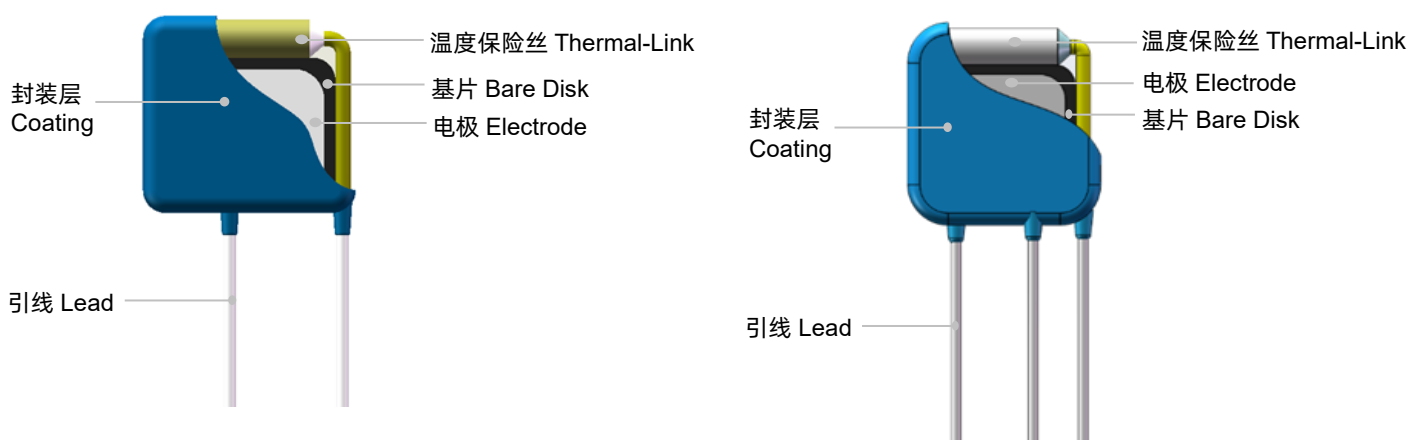 温度保险丝 Thermal-Link
基片 Bare Disk
封装层
Coating
电极 Electrode
引线 Lead
温度保险丝 Thermal-Link
电极 Electrode
封装层
Coating
基片 Bare Disk
引线 Lead